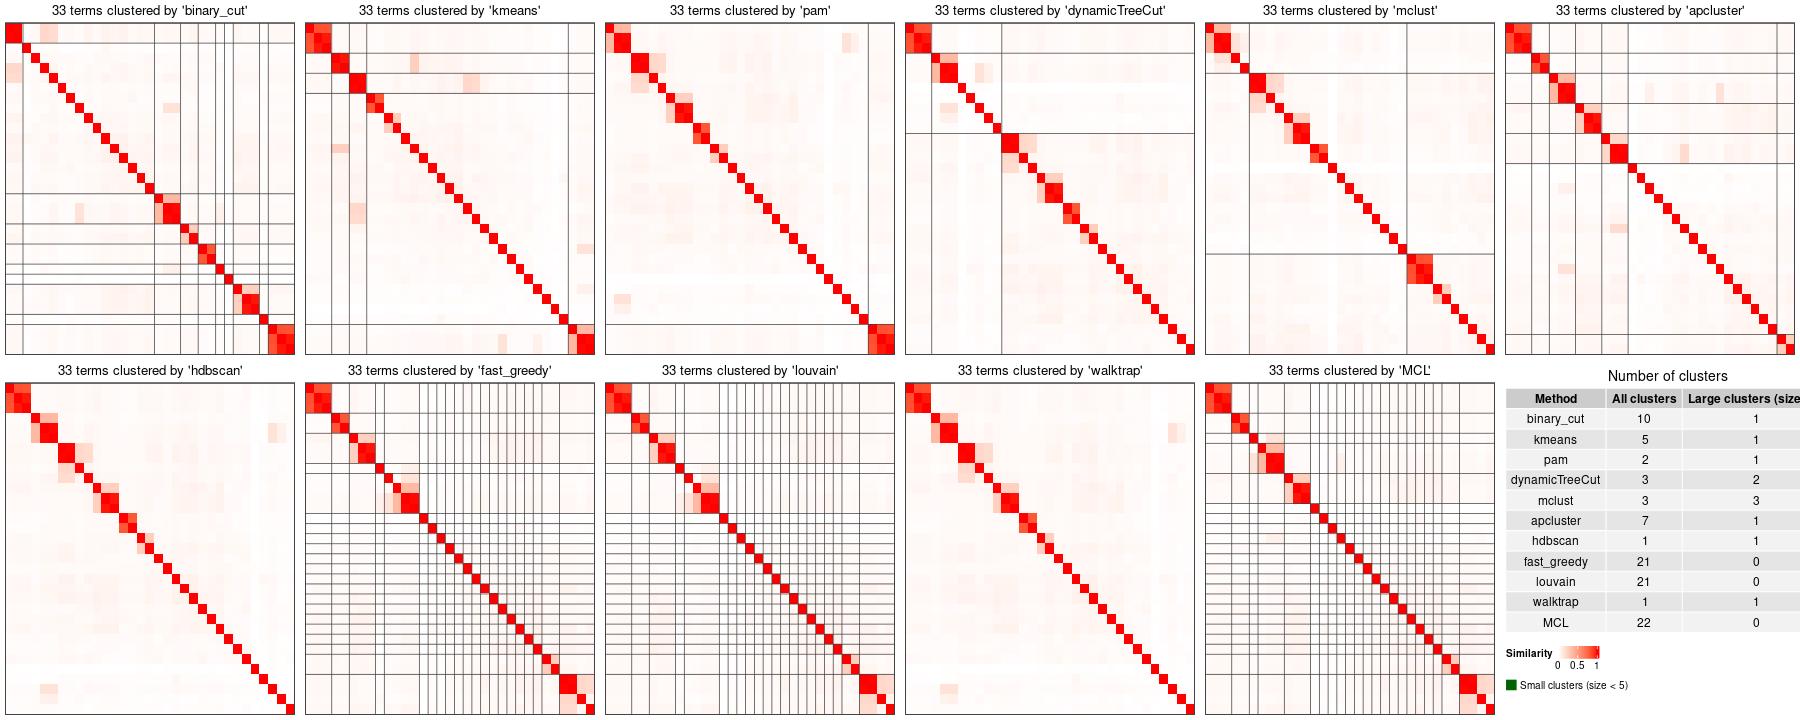 33 terms clustered by 'binary_cut'
33 terms clustered by 'kmeans'
33 terms clustered by 'pam'
33 terms clustered by 'dynamicTreeCut'
33 terms clustered by 'mclust'
33 terms clustered by 'apcluster'
33 terms clustered by 'hdbscan'
33 terms clustered by 'fast_greedy'
33 terms clustered by 'louvain'
33 terms clustered by 'walktrap'
33 terms clustered by 'MCL'
Number of clusters
Method All clusters Large clusters (size
binary_cut 10 1
kmeans 5 1
pam 2 1
dynamicTreeCut 3 2
mclust 3 3
apcluster 7 1
hdbscan 1 1
fast_greedy 21 0
louvain 21 0
walktrap 1 1
MCL 22 0
Similarity
0 0.5 1
Small clusters (size < 5)